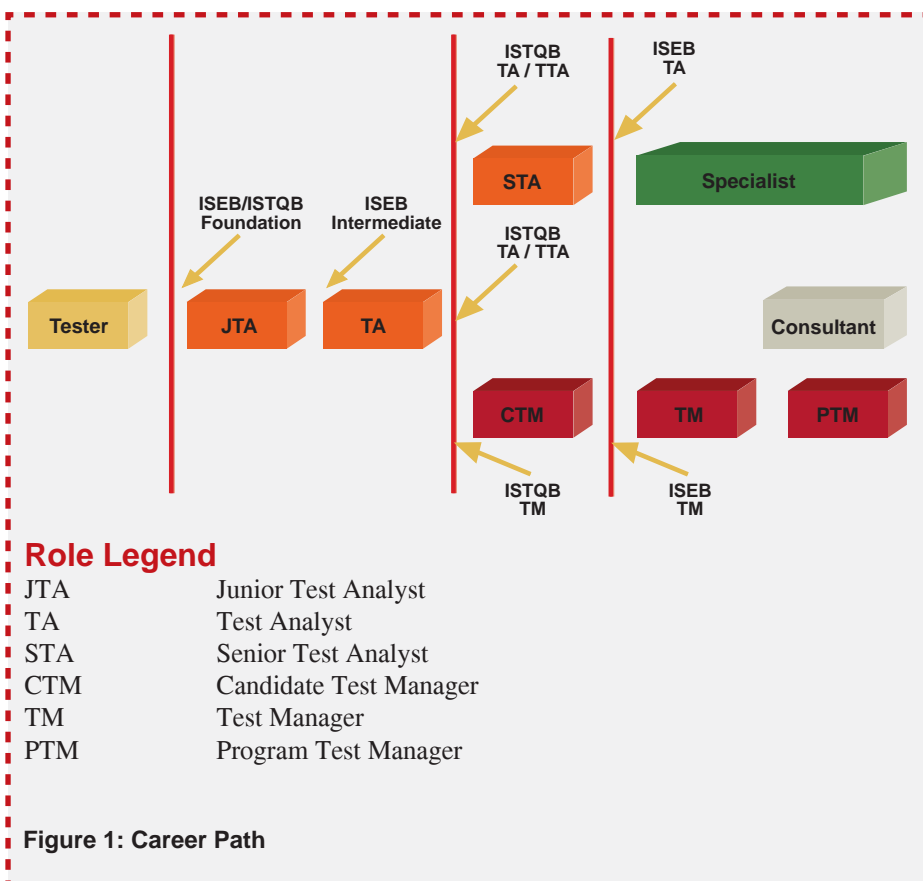 ISTQB
TA / TTA
ISEB
TA
STA
Specialist
ISEB/ISTQB
Foundation
ISEB
Intermediate
ISTQB
TA / TTA
Tester
JTA
TA
Consultant
CTM
TM
PTM
ISTQB
TM
ISEB
TM
Role Legend
JTA Junior Test Analyst
TA Test Analyst
STA Senior Test Analyst
CTM Candidate Test Manager
TM Test Manager
PTM Program Test Manager
Figure 1: Career Path